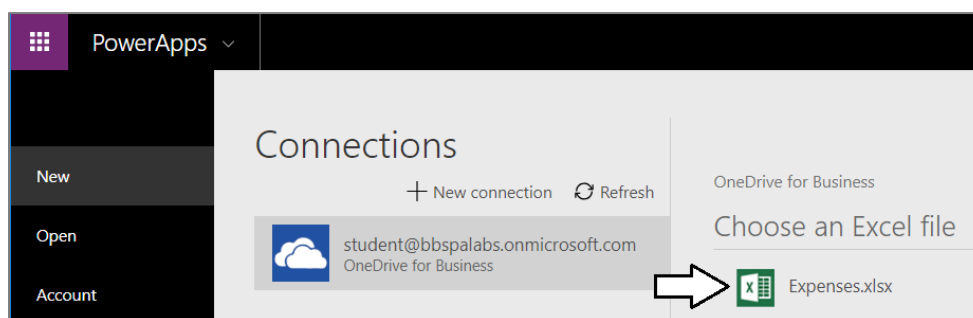 PowerApps
New
Open
Account
Connections
New connection Refresh
student@bbspalabs.onmicrosoft.com
OneDrive for Business
OneDrive for Business
Choose an Excel file
Expenses.xlsx